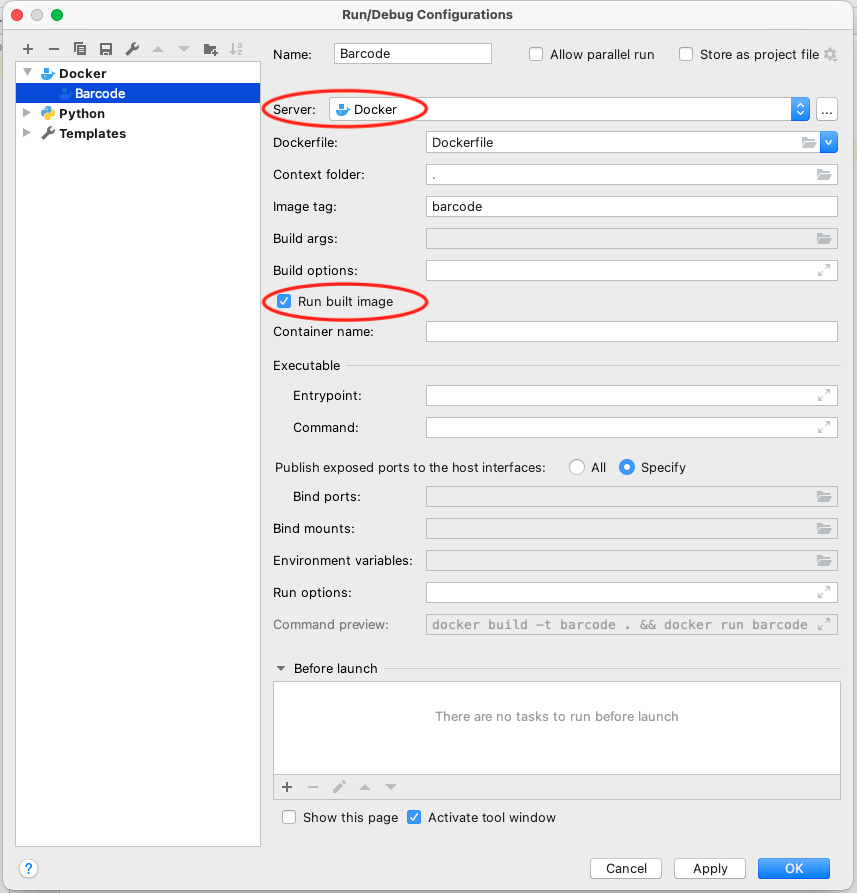 Run/Debug Configurations
Docker
Barcode
Python
Templates
Name: Barcode Allow parallel run Store as project file
Server: Docker ...
Dockerfile: Dockerfile
Context folder: .
Image tag: barcode
Build args:
Build options:
Run built image
Container name:
Executable
Entrypoint:
Command:
Publish exposed ports to the host interfaces: All Specify
Bind ports:
Bind mounts:
Environment variables:
Run options:
Command preview: docker build -t barcode . && docker run barcode
Before launch
There are no tasks to run before launch
Show this page Activate tool window
? Cancel Apply OK